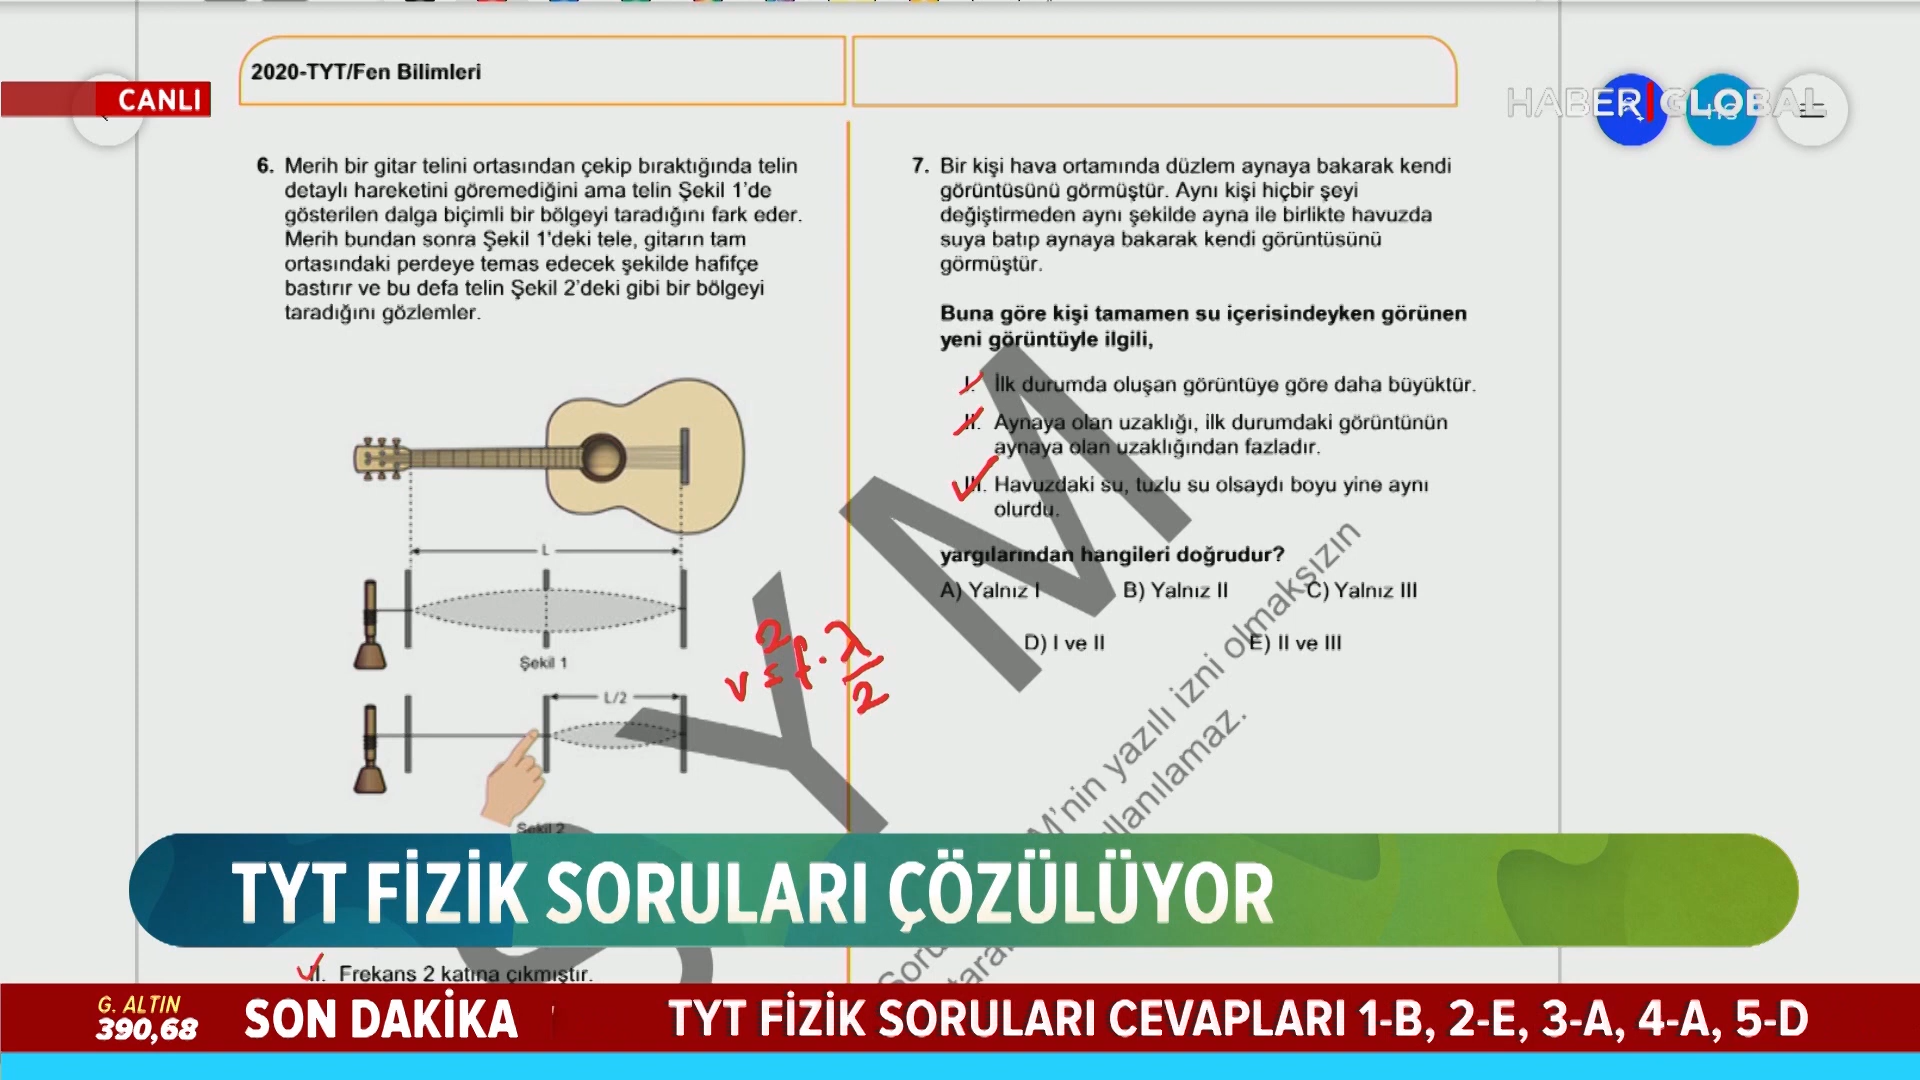 2020-TYT/Fen Bilimleri
CANLI
HABER GLOBAL
6. Merih bir gitar telini ortasından çekip bıraktığında telin
detaylı hareketini göremediğini ama telin Şekil 1'de
gösterilen dalga biçimli bir bölgeyi taradığını fark eder.
Merih bundan sonra Şekil 1'deki tele, gitarın tam
ortasındaki perdeye temas edecek şekilde hafifçe
bastırır ve bu defa telin Şekil 2'deki gibi bir bölgeyi
taradığını gözlemler.
L
Şekil 1
L/2
Şekil 2
v = f . λ
2
2
II. Frekans 2 katına çıkmıştır.
7. Bir kişi hava ortamında düzlem aynaya bakarak kendi
görüntüsünü görmüştür. Aynı kişi hiçbir şeyi
değiştirmeden aynı şekilde ayna ile birlikte havuzda
suya batıp aynaya bakarak kendi görüntüsünü
görmüştür.
Buna göre kişi tamamen su içerisindeyken görünen
yeni görüntüyle ilgili,
I. İlk durumda oluşan görüntüye göre daha büyüktür.
II. Aynaya olan uzaklığı, ilk durumdaki görüntünün
aynaya olan uzaklığından fazladır.
III. Havuzdaki su, tuzlu su olsaydı boyu yine aynı
olurdu.
yargılarından hangileri doğrudur?
A) Yalnız I B) Yalnız II C) Yalnız III
D) I ve II E) II ve III
SYM
M'nin yazılı izni olmaksızın
llanılamaz.
TYT FİZİK SORULARI ÇÖZÜLÜYOR
G. ALTIN
390,68
SON DAKİKA
TYT FİZİK SORULARI CEVAPLARI 1-B, 2-E, 3-A, 4-A, 5-D